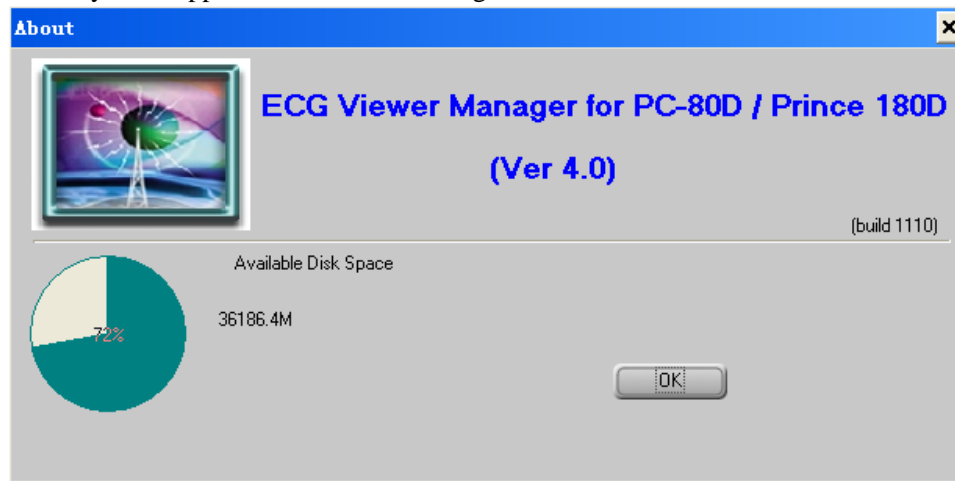 About
ECG Viewer Manager for PC-80D / Prince 180D
(Ver 4.0)
(build 1110)
Available Disk Space
72%
36186.4M
OK